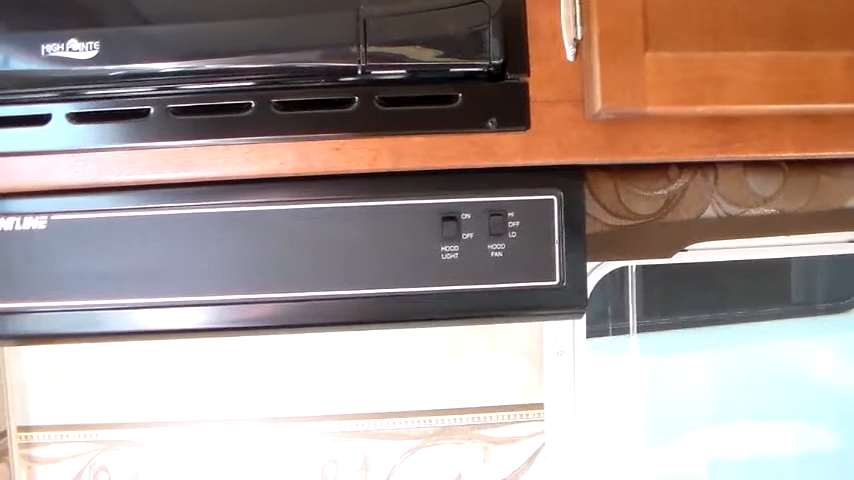 HIGH POINTE
NTLINE
ON
OFF
HOOD
LIGHT
HI
OFF
LO
HOOD
FAN